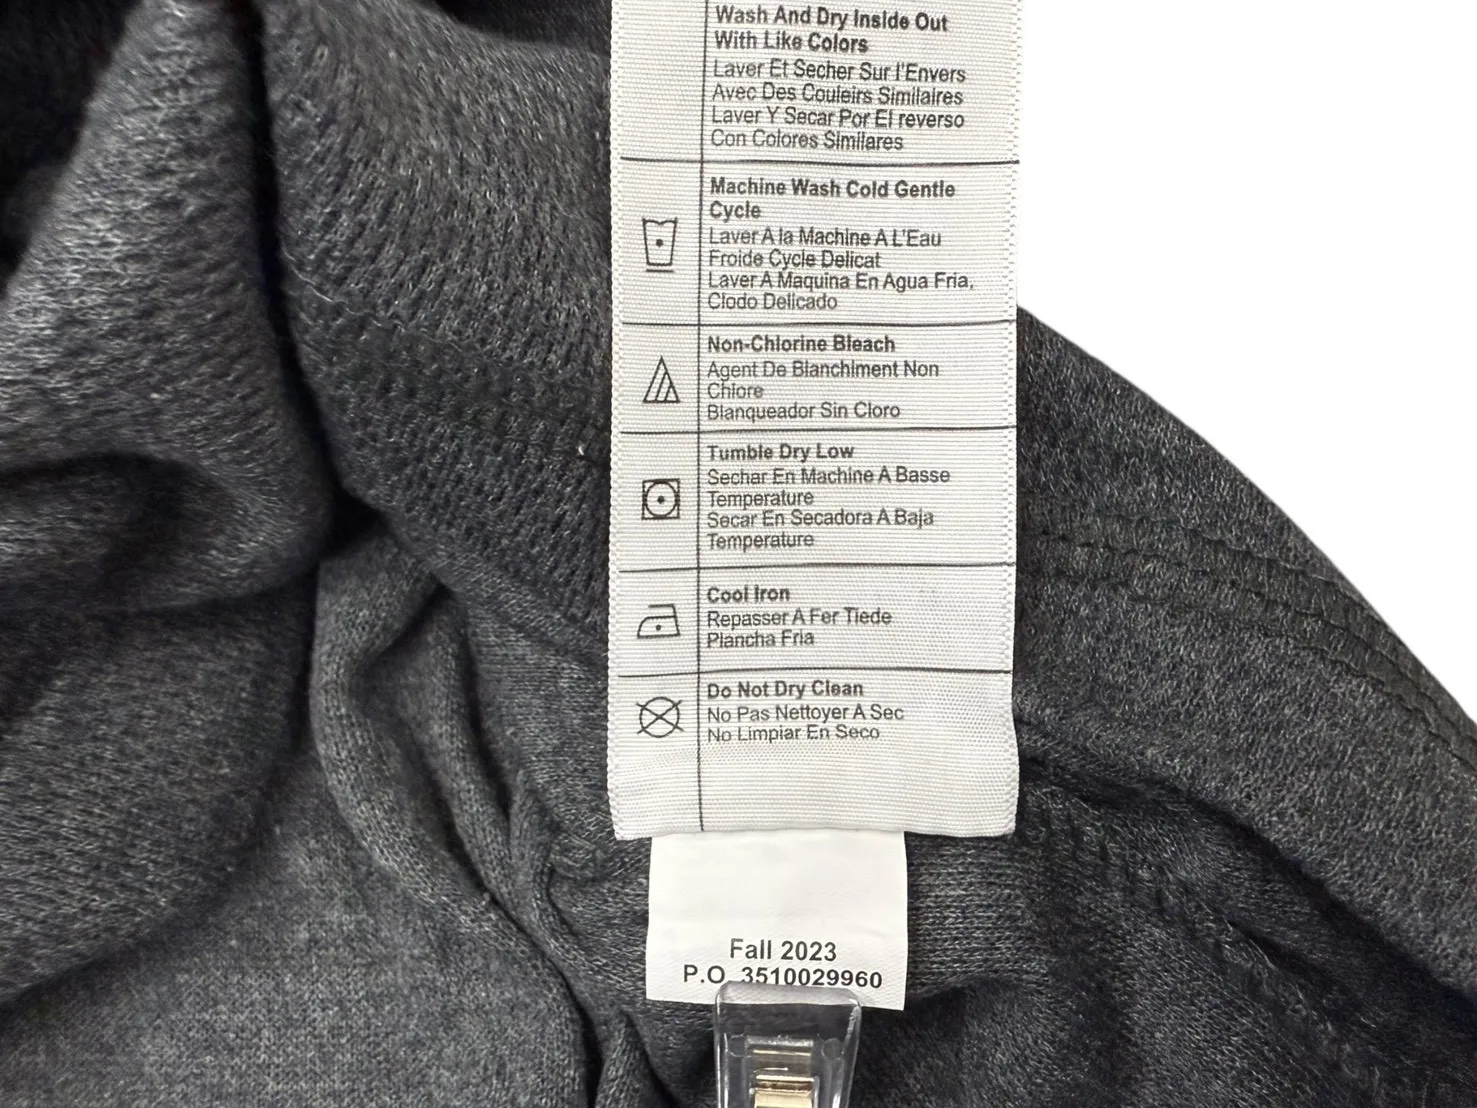 Wash And Dry Inside Out
With Like Colors
Laver Et Secher Sur l'Envers
Avec Des Couleirs Similaires
Laver Y Secar Por El reverso
Con Colores Similares
Machine Wash Cold Gentle
Cycle
Laver A la Machine A L'Eau
Froide Cycle Delicat
Laver A Maquina En Agua Fria,
Clodo Delicado
Non-Chlorine Bleach
Agent De Blanchiment Non
Chlore
Blanqueador Sin Cloro
Tumble Dry Low
Sechar En Machine A Basse
Temperature
Secar En Secadora A Baja
Temperature
Cool Iron
Repasser A Fer Tiede
Plancha Fria
Do Not Dry Clean
No Pas Nettoyer A Sec
No Limpiar En Seco
Fall 2023
P.O. 3510029960